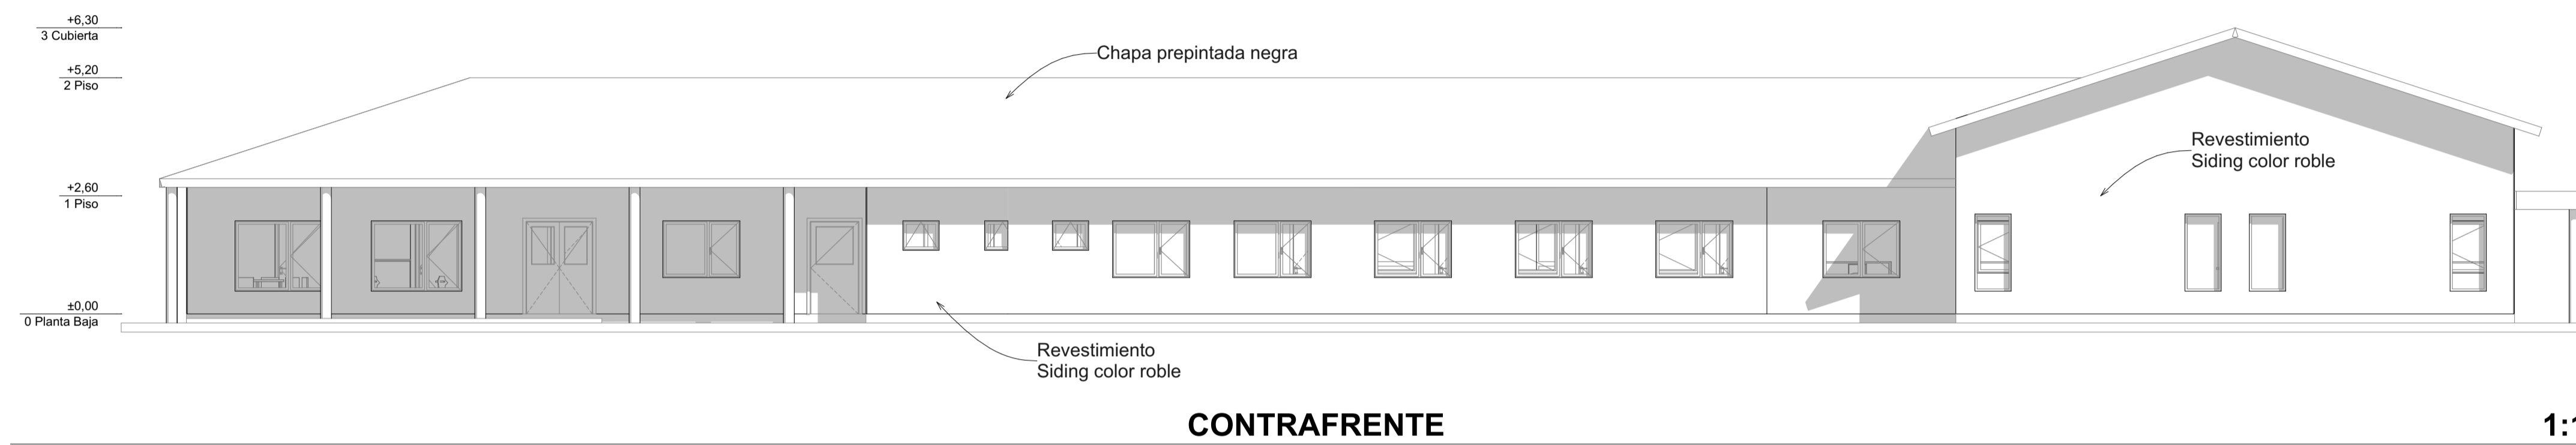 +6,30
3 Cubierta
+5,20
2 Piso
+2,60
1 Piso
±0,00
0 Planta Baja
Chapa prepintada negra
Revestimiento
Siding color roble
Revestimiento
Siding color roble
CONTRAFRENTE
1: